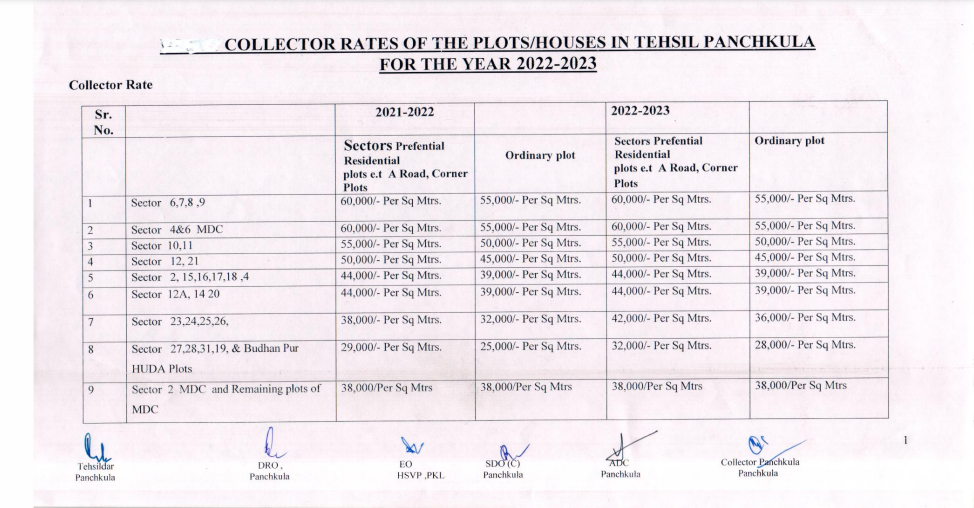 COLLECTOR RATES OF THE PLOTS/HOUSES IN TEHSIL PANCHKULA
FOR THE YEAR 2022-2023
Collector Rate
Sr. No. 2021-2022 2022-2023
Sectors Prefential Residential plots e.t A Road, Corner Plots Ordinary plot Sectors Prefential Residential plots e.t A Road, Corner Plots Ordinary plot
1 Sector 6,7,8 ,9 60,000/- Per Sq Mtrs. 55,000/- Per Sq Mtrs. 60,000/- Per Sq Mtrs. 55,000/- Per Sq Mtrs.
2 Sector 4&6 MDC 60,000/- Per Sq Mtrs. 55,000/- Per Sq Mtrs. 60,000/- Per Sq Mtrs. 55,000/- Per Sq Mtrs.
3 Sector 10,11 55,000/- Per Sq Mtrs. 50,000/- Per Sq Mtrs. 55,000/- Per Sq Mtrs. 50,000/- Per Sq Mtrs.
4 Sector 12, 21 50,000/- Per Sq Mtrs. 45,000/- Per Sq Mtrs. 50,000/- Per Sq Mtrs. 45,000/- Per Sq Mtrs.
5 Sector 2, 15,16,17,18 ,4 44,000/- Per Sq Mtrs. 39,000/- Per Sq Mtrs. 44,000/- Per Sq Mtrs. 39,000/- Per Sq Mtrs.
6 Sector 12A, 14 20 44,000/- Per Sq Mtrs. 39,000/- Per Sq Mtrs. 44,000/- Per Sq Mtrs. 39,000/- Per Sq Mtrs.
7 Sector 23,24,25,26, 38,000/- Per Sq Mtrs. 32,000/- Per Sq Mtrs. 42,000/- Per Sq Mtrs. 36,000/- Per Sq Mtrs.
8 Sector 27,28,31,19, & Budhan Pur HUDA Plots 29,000/- Per Sq Mtrs. 25,000/- Per Sq Mtrs. 32,000/- Per Sq Mtrs. 28,000/- Per Sq Mtrs.
9 Sector 2 MDC and Remaining plots of MDC 38,000/Per Sq Mtrs 38,000/Per Sq Mtrs 38,000/Per Sq Mtrs 38,000/Per Sq Mtrs
1
Tehsildar Panchkula
DRO , Panchkula
EO HSVP ,PKL
SDO (C) Panchkula
ADC Panchkula
Collector Panchkula Panchkula